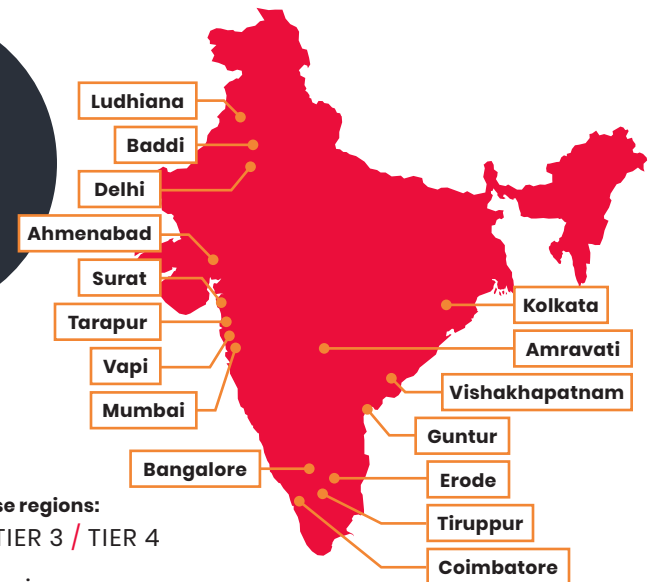 Ludhiana
Baddi
Delhi
Ahmenabad
Surat
Tarapur
Vapi
Mumbai
Bangalore
Kolkata
Amravati
Vishakhapatnam
Guntur
Erode
Tiruppur
Coimbatore
se regions:
TIER 3 / TIER 4